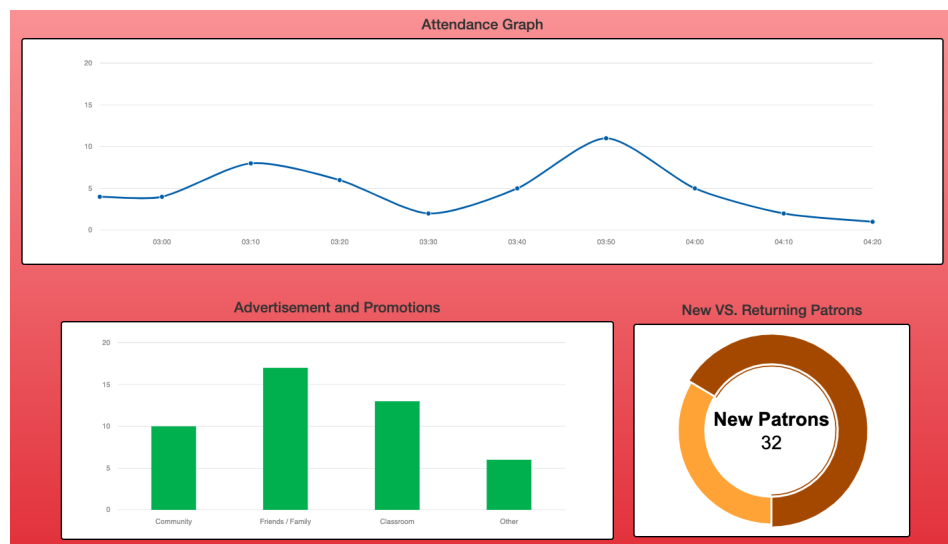 Attendance Graph
20
15
10
5
0
03:00 03:10 03:20 03:30 03:40 03:50 04:00 04:10 04:20
Advertisement and Promotions
20
15
10
5
0
Community Friends / Family Classroom Other
New VS. Returning Patrons
New Patrons
32